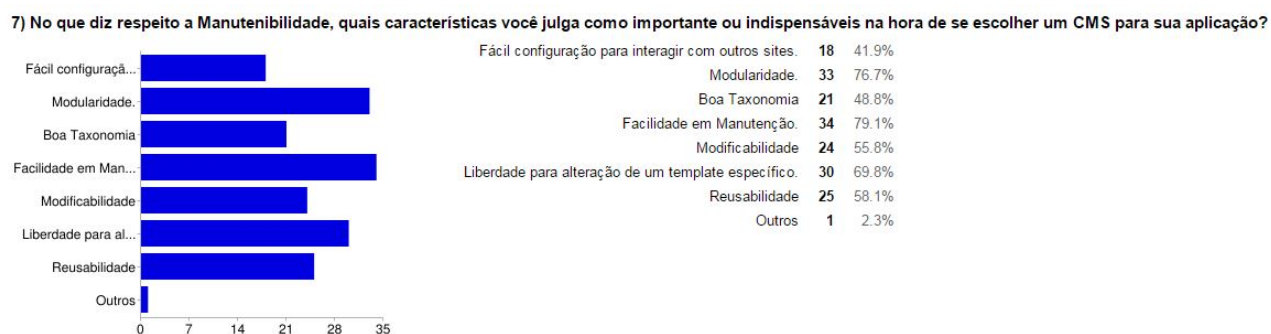 7) No que diz respeito a Manutenibilidade, quais características você julga como importante ou indispensáveis na hora de se escolher um CMS para sua aplicação?
Fácil configuraçã...
Modularidade.
Boa Taxonomia
Facilidade em Man...
Modificabilidade
Liberdade para al...
Reusabilidade
Outros
0 7 14 21 28 35
Fácil configuração para interagir com outros sites. 18 41.9%
Modularidade. 33 76.7%
Boa Taxonomia 21 48.8%
Facilidade em Manutenção. 34 79.1%
Modificabilidade 24 55.8%
Liberdade para alteração de um template específico. 30 69.8%
Reusabilidade 25 58.1%
Outros 1 2.3%